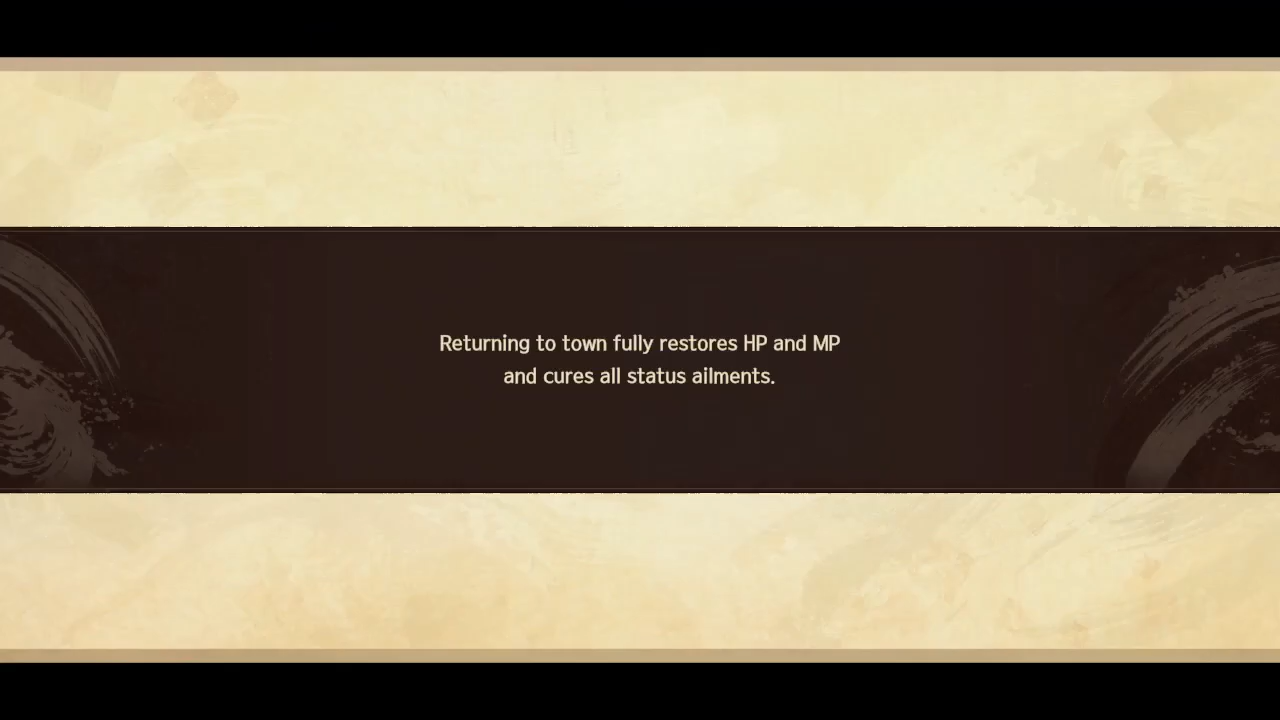 Returning to town fully restores HP and MP
and cures all status ailments.